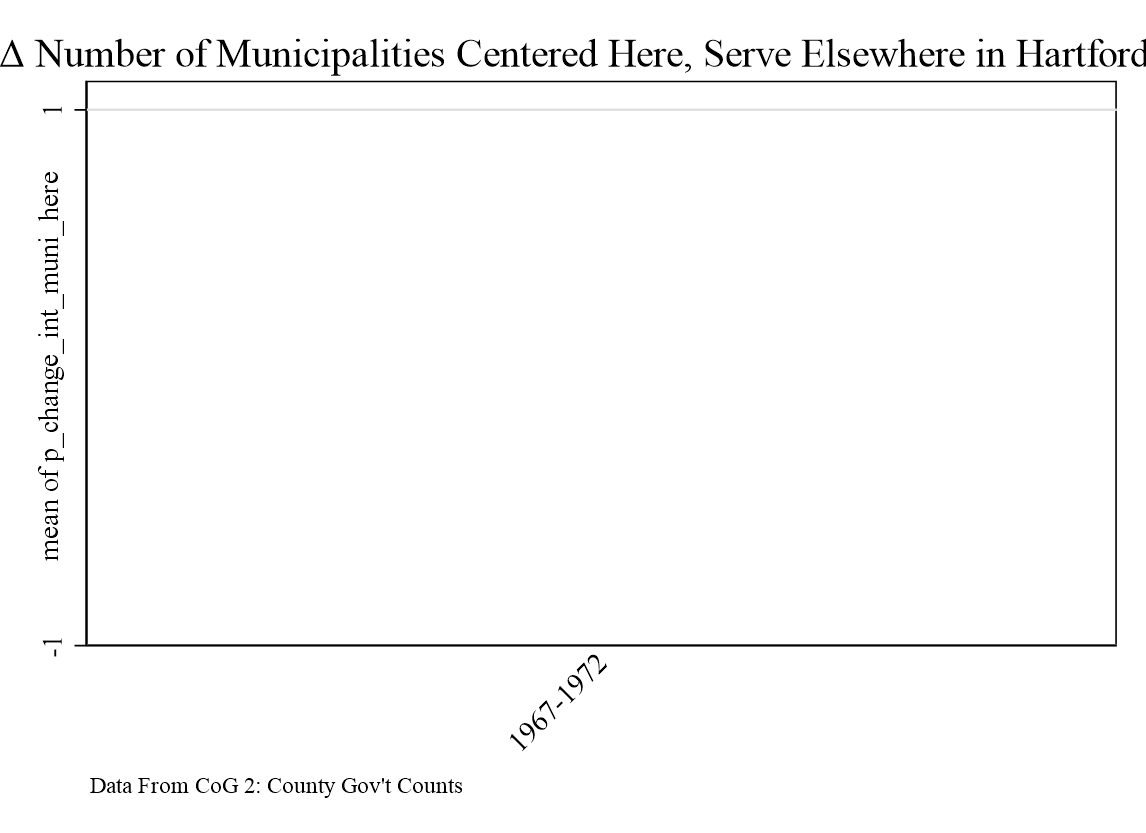 Δ Number of Municipalities Centered Here, Serve Elsewhere in Hartford
1
mean of p_change_int_muni_here
-1
1967-1972
Data From CoG 2: County Gov't Counts